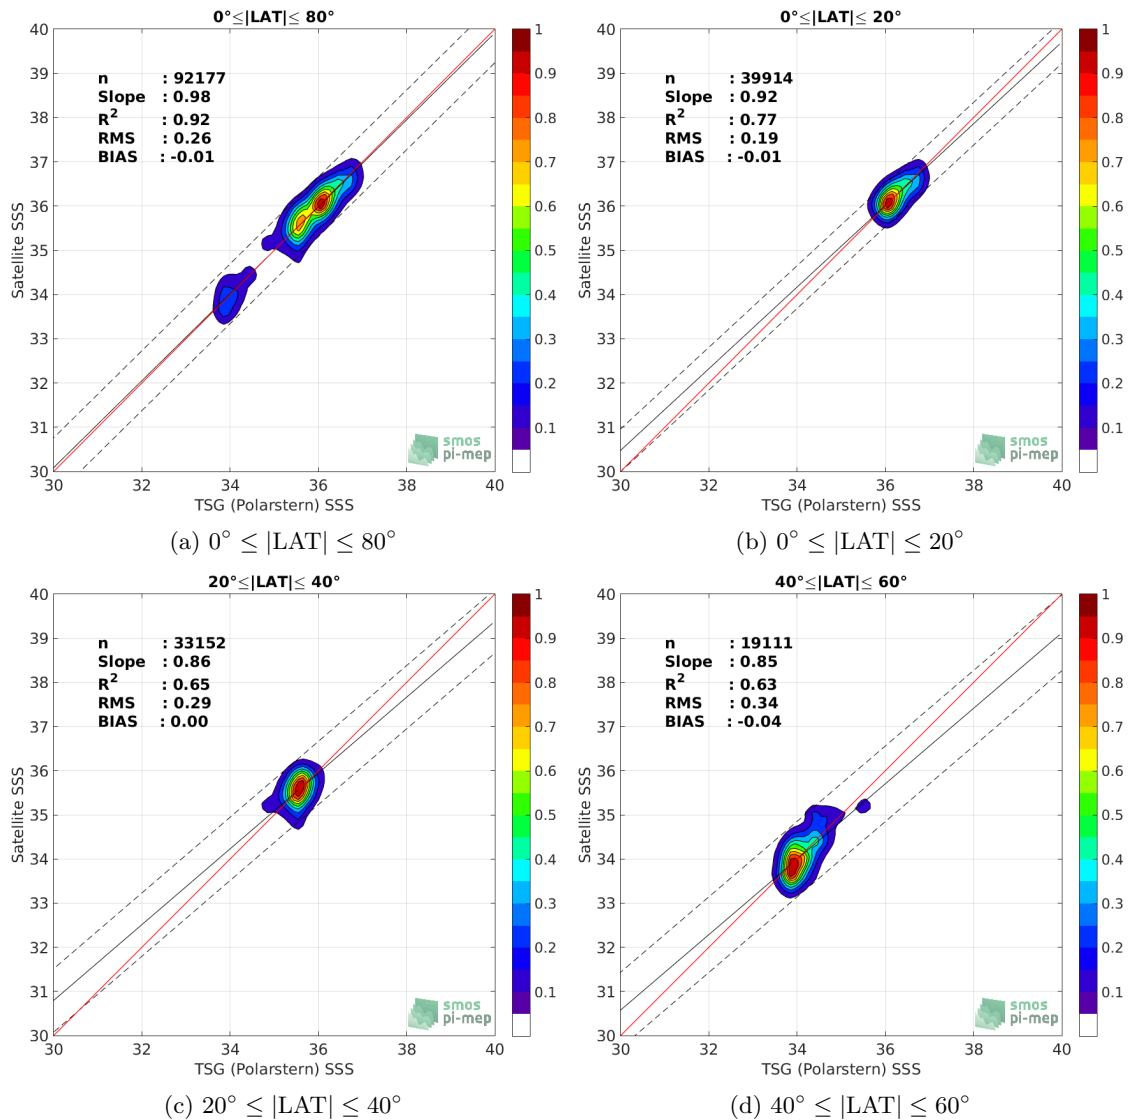 0°≤|LAT|≤ 80°
n : 92177
Slope : 0.98
R² : 0.92
RMS : 0.26
BIAS : -0.01
40
39
38
37
36
35
34
33
32
31
30
Satellite SSS
30 32 34 36 38 40
TSG (Polarstern) SSS
1
0.9
0.8
0.7
0.6
0.5
0.4
0.3
0.2
0.1
smos
pi-mep
(a) 0° ≤ |LAT| ≤ 80°
0°≤|LAT|≤ 20°
n : 39914
Slope : 0.92
R² : 0.77
RMS : 0.19
BIAS : -0.01
40
39
38
37
36
35
34
33
32
31
30
Satellite SSS
30 32 34 36 38 40
TSG (Polarstern) SSS
1
0.9
0.8
0.7
0.6
0.5
0.4
0.3
0.2
0.1
smos
pi-mep
(b) 0° ≤ |LAT| ≤ 20°
20°≤|LAT|≤ 40°
n : 33152
Slope : 0.86
R² : 0.65
RMS : 0.29
BIAS : 0.00
40
39
38
37
36
35
34
33
32
31
30
Satellite SSS
30 32 34 36 38 40
TSG (Polarstern) SSS
1
0.9
0.8
0.7
0.6
0.5
0.4
0.3
0.2
0.1
smos
pi-mep
(c) 20° ≤ |LAT| ≤ 40°
40°≤|LAT|≤ 60°
n : 19111
Slope : 0.85
R² : 0.63
RMS : 0.34
BIAS : -0.04
40
39
38
37
36
35
34
33
32
31
30
Satellite SSS
30 32 34 36 38 40
TSG (Polarstern) SSS
1
0.9
0.8
0.7
0.6
0.5
0.4
0.3
0.2
0.1
smos
pi-mep
(d) 40° ≤ |LAT| ≤ 60°